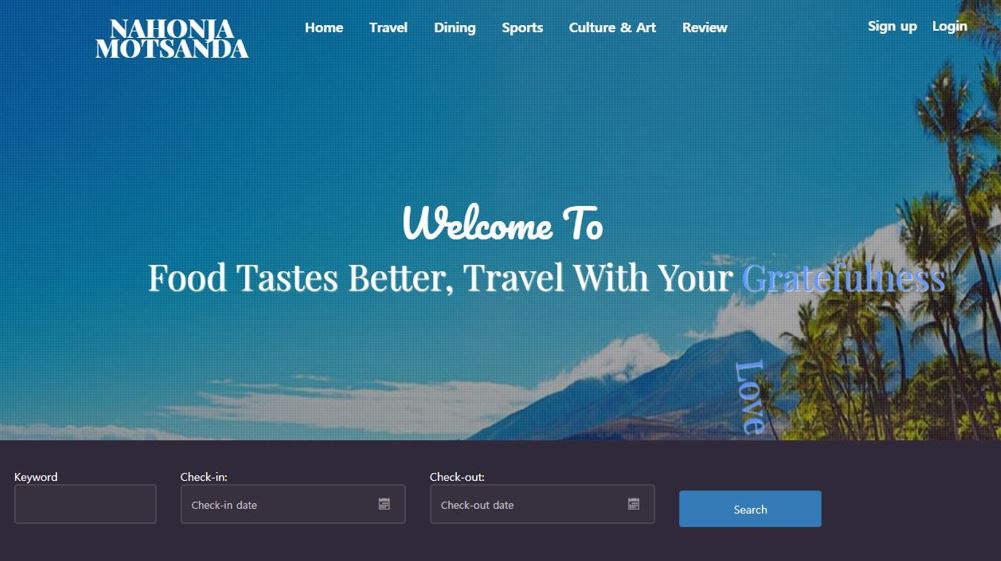 NAHONJA
MOTSANDA
Home Travel Dining Sports Culture & Art Review
Sign up Login
Welcome To
Food Tastes Better, Travel With Your Gratefulness
Love
Keyword
Check-in:
Check-out:
Check-in date
Check-out date
Search